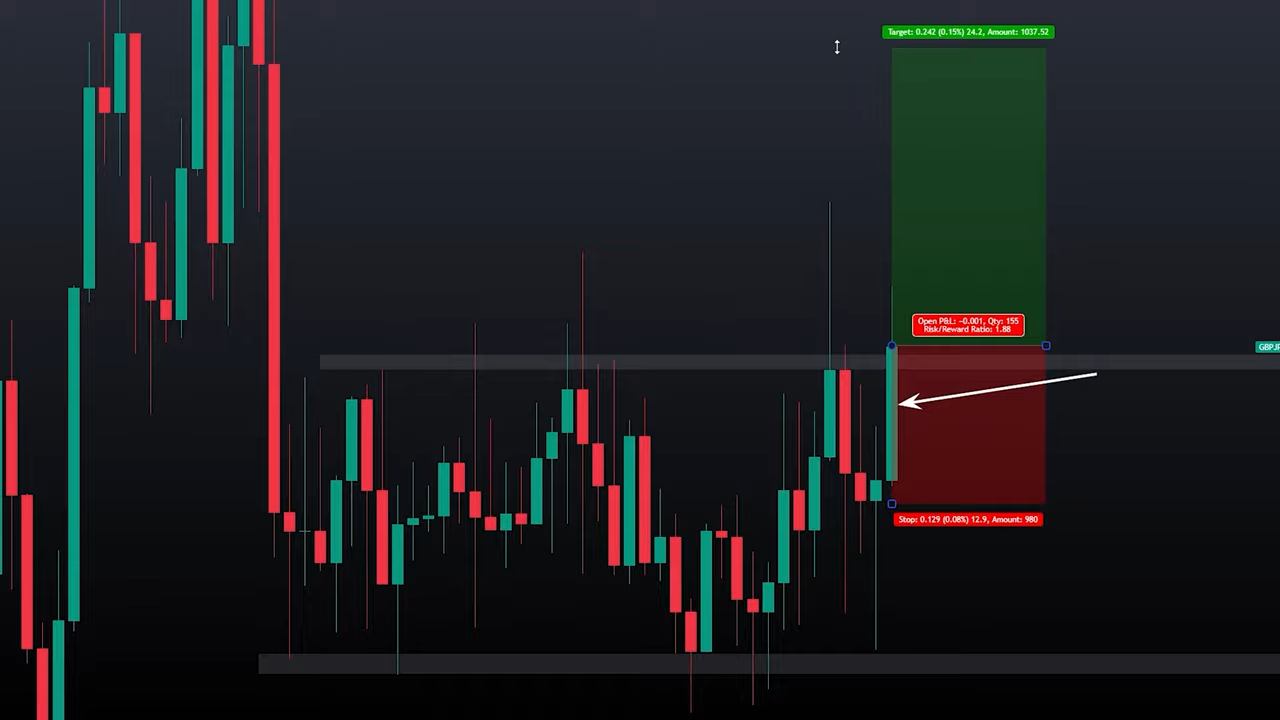 Target: 0.242 (0.15%) 24.2, Amount: 1037.52
Open P&L: −0.001, Qty: 155
Risk/Reward Ratio: 1.88
GBPJP
Stop: 0.129 (0.08%) 12.9, Amount: 980